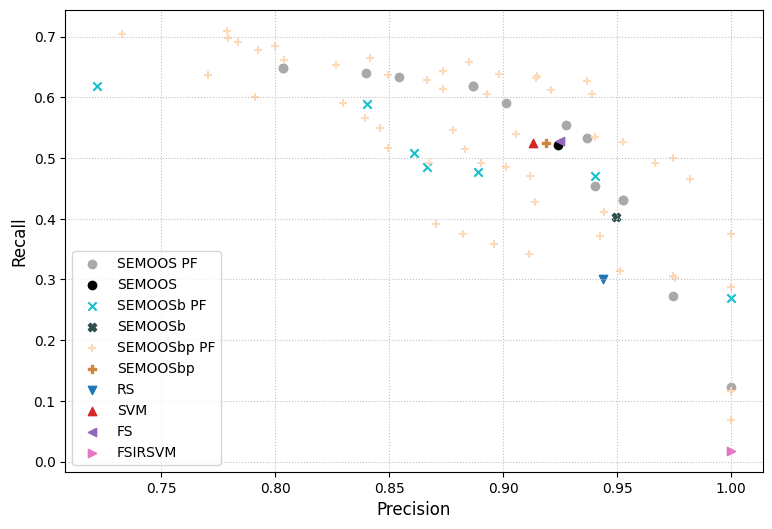 0.7
0.6
0.5
0.4
0.3
0.2
0.1
0.0
Recall
SEMOOS PF
SEMOOS
SEMOOSb PF
SEMOOSb
SEMOOSbp PF
SEMOOSbp
RS
SVM
FS
FSIRSVM
0.75 0.80 0.85 0.90 0.95 1.00
Precision